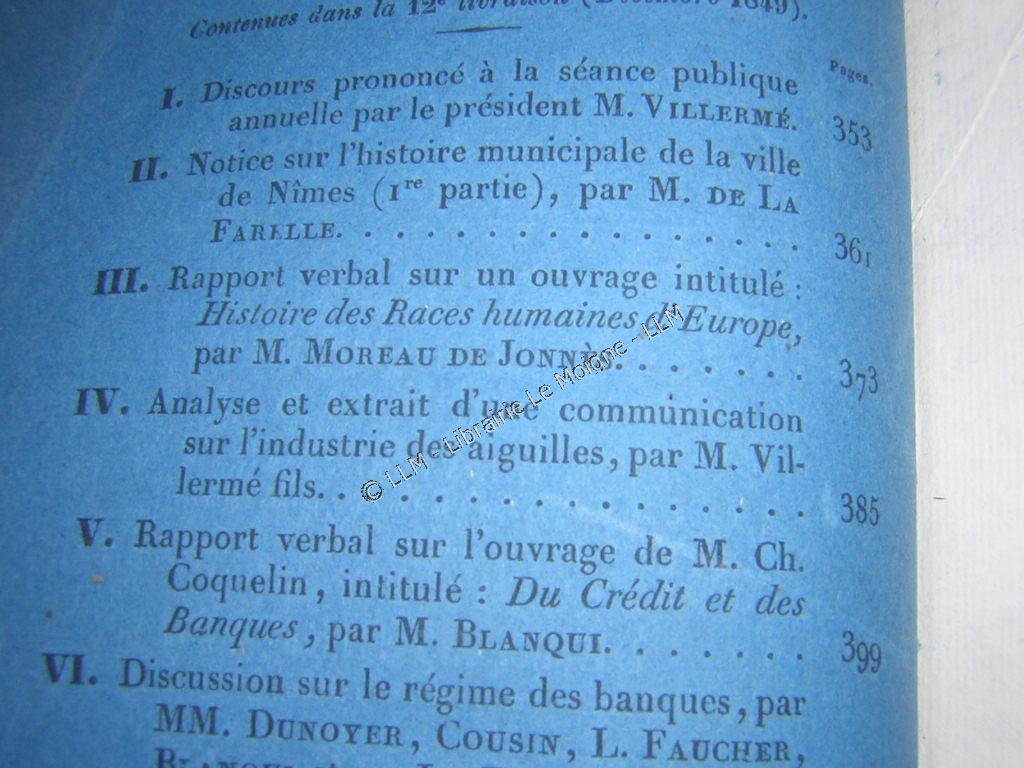 Contenues dans la 12e livraison (Décembre 1849).
Pages.
I. Discours prononcé à la séance publique
annuelle par le président M. VILLERMÉ. 353
II. Notice sur l'histoire municipale de la ville
de Nîmes (1re partie), par M. DE LA
FARELLE. . . . . . . . . . . . . . . . 361
III. Rapport verbal sur un ouvrage intitulé :
Histoire des Races humaines d'Europe,
par M. MOREAU DE JONNÈS. . . . . . . . 373
IV. Analyse et extrait d'une communication
sur l'industrie des aiguilles, par M. Vil-
lermé fils. . . . . . . . . . . . . . . 385
V. Rapport verbal sur l'ouvrage de M. Ch.
Coquelin, intitulé : Du Crédit et des
Banques, par M. BLANQUI. . . . . . . . 399
VI. Discussion sur le régime des banques, par
MM. DUNOYER, COUSIN, L. FAUCHER,
© LLM - Librairie Le Moigne - LLM